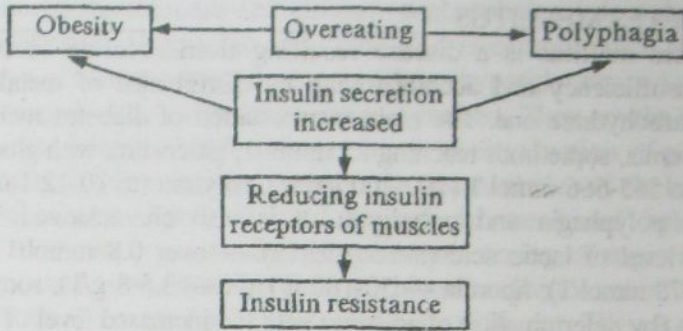 Obesity
Overeating
Polyphagia
Insulin secretion
increased
Reducing insulin
receptors of muscles
Insulin resistance